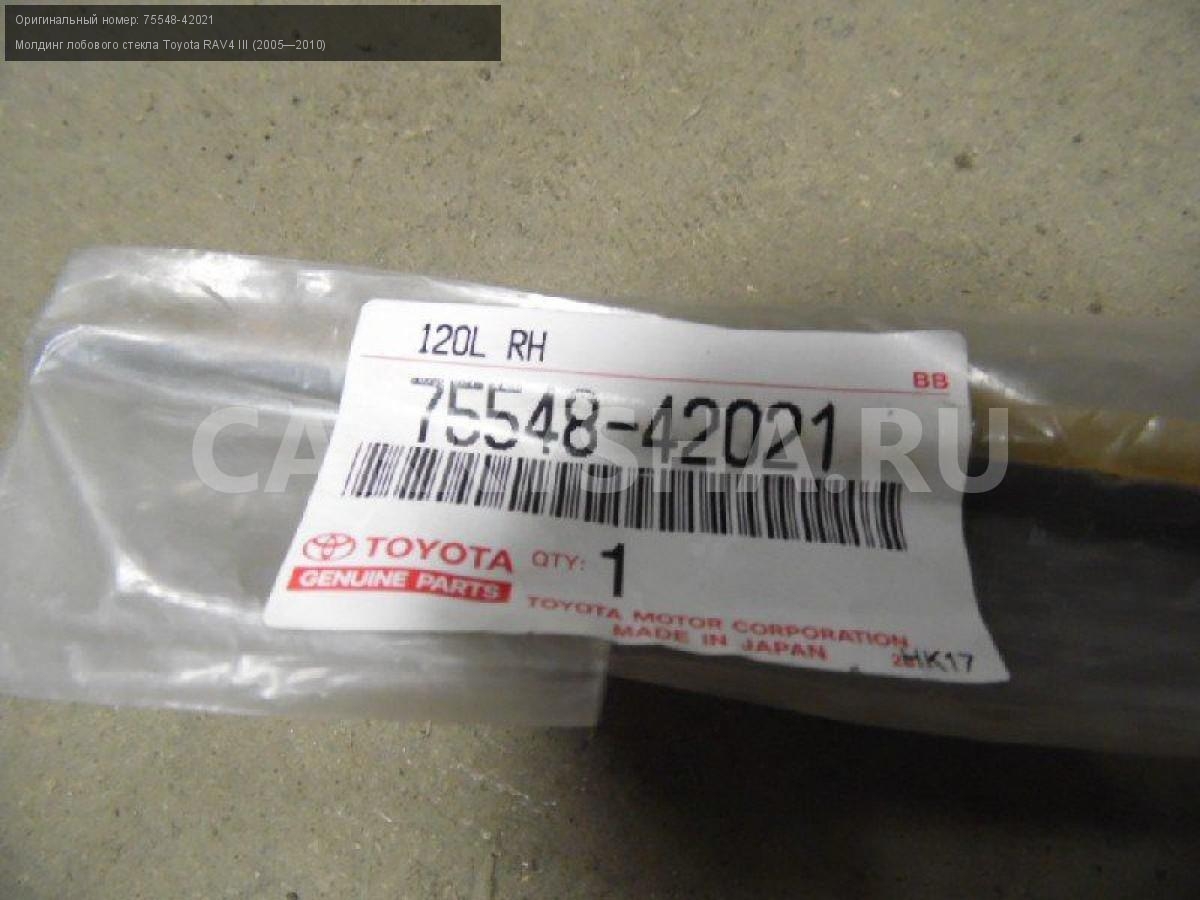 Оригинальный номер: 75548-42021
Молдинг лобового стекла Toyota RAV4 III (2005—2010)
120L RH
BB
75548-42021
TOYOTA
GENUINE PARTS
QTY: 1
TOYOTA MOTOR CORPORATION
MADE IN JAPAN
HK17